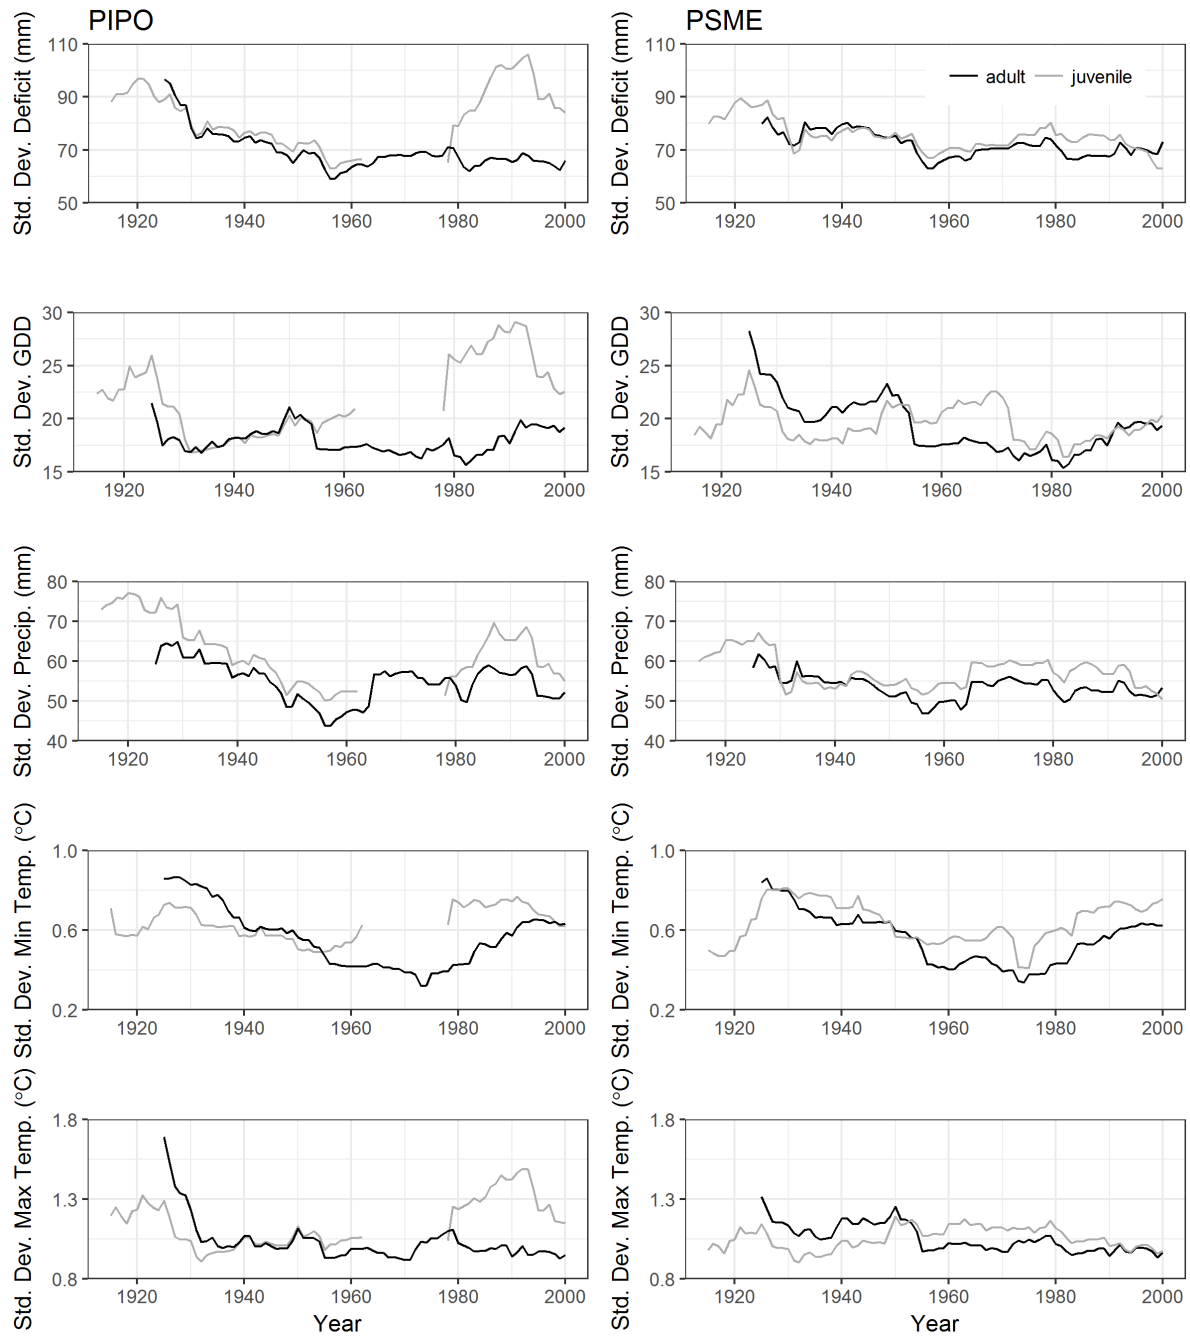 PIPO
PSME
Std. Dev. Deficit (mm)
110
90
70
50
1920 1940 1960 1980 2000
Std. Dev. Deficit (mm)
110
90
70
50
adult juvenile
1920 1940 1960 1980 2000
Std. Dev. GDD
30
25
20
15
1920 1940 1960 1980 2000
Std. Dev. GDD
30
25
20
15
1920 1940 1960 1980 2000
Std. Dev. Precip. (mm)
80
70
60
50
40
1920 1940 1960 1980 2000
Std. Dev. Precip. (mm)
80
70
60
50
40
1920 1940 1960 1980 2000
Std. Dev. Min Temp. (°C)
1.0
0.6
0.2
1920 1940 1960 1980 2000
Std. Dev. Min Temp. (°C)
1.0
0.6
0.2
1920 1940 1960 1980 2000
Std. Dev. Max Temp. (°C)
1.8
1.3
0.8
1920 1940 1960 1980 2000
Year
Std. Dev. Max Temp. (°C)
1.8
1.3
0.8
1920 1940 1960 1980 2000
Year